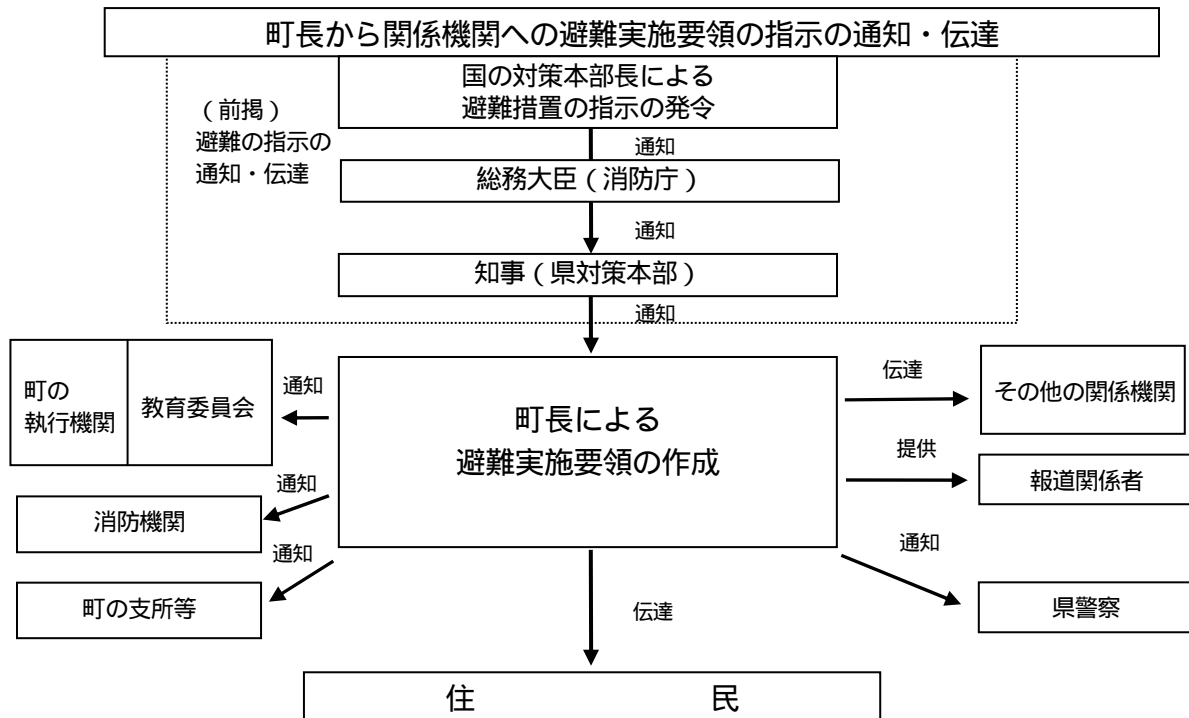 町長から関係機関への避難実施要領の指示の通知・伝達
国の対策本部長による
避難措置の指示の発令
（前掲）
避難の指示の
通知・伝達
通知
総務大臣（消防庁）
通知
知事（県対策本部）
通知
町の
執行機関
教育委員会
通知
町長による
避難実施要領の作成
伝達
その他の関係機関
提供
報道関係者
通知
消防機関
通知
町の支所等
通知
県警察
伝達
住 民